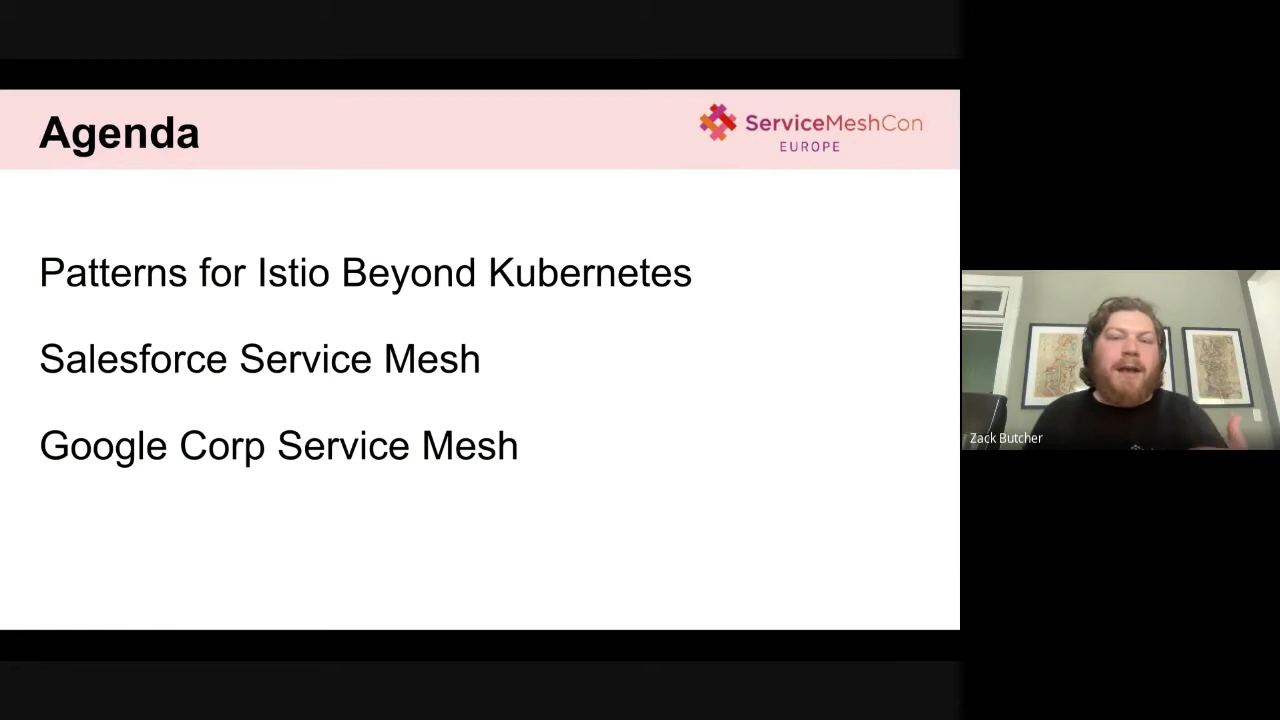 Agenda
ServiceMeshCon
EUROPE
Patterns for Istio Beyond Kubernetes
Salesforce Service Mesh
Google Corp Service Mesh
Zack Butcher